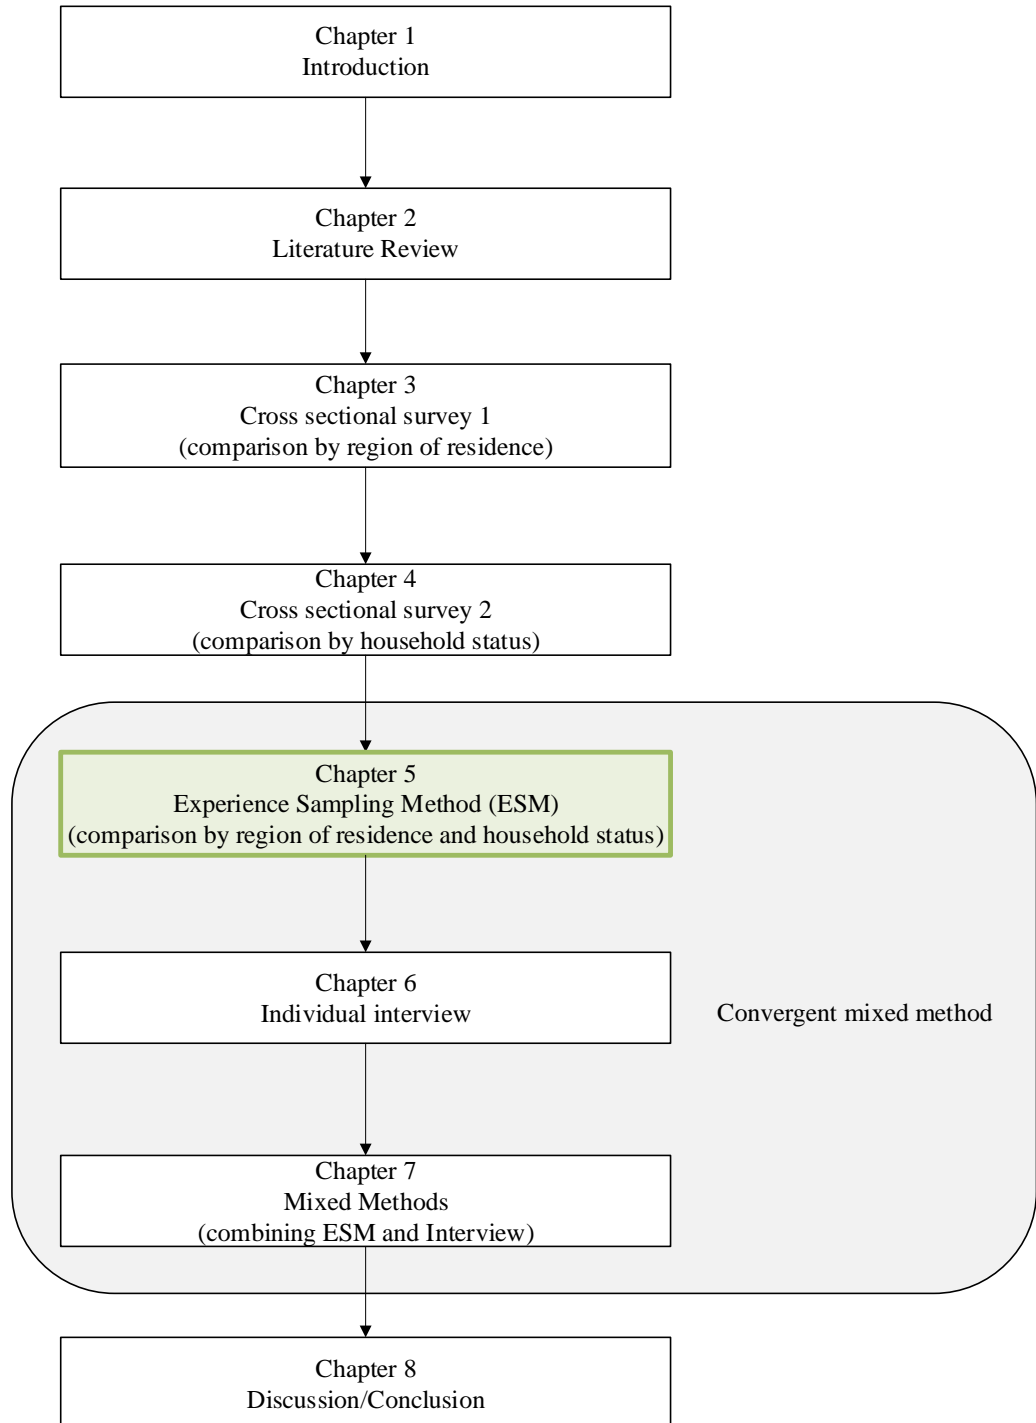 Chapter 1
Introduction
Chapter 2
Literature Review
Chapter 3
Cross sectional survey 1
(comparison by region of residence)
Chapter 4
Cross sectional survey 2
(comparison by household status)
Chapter 5
Experience Sampling Method (ESM)
(comparison by region of residence and household status)
Chapter 6
Individual interview
Convergent mixed method
Chapter 7
Mixed Methods
(combining ESM and Interview)
Chapter 8
Discussion/Conclusion